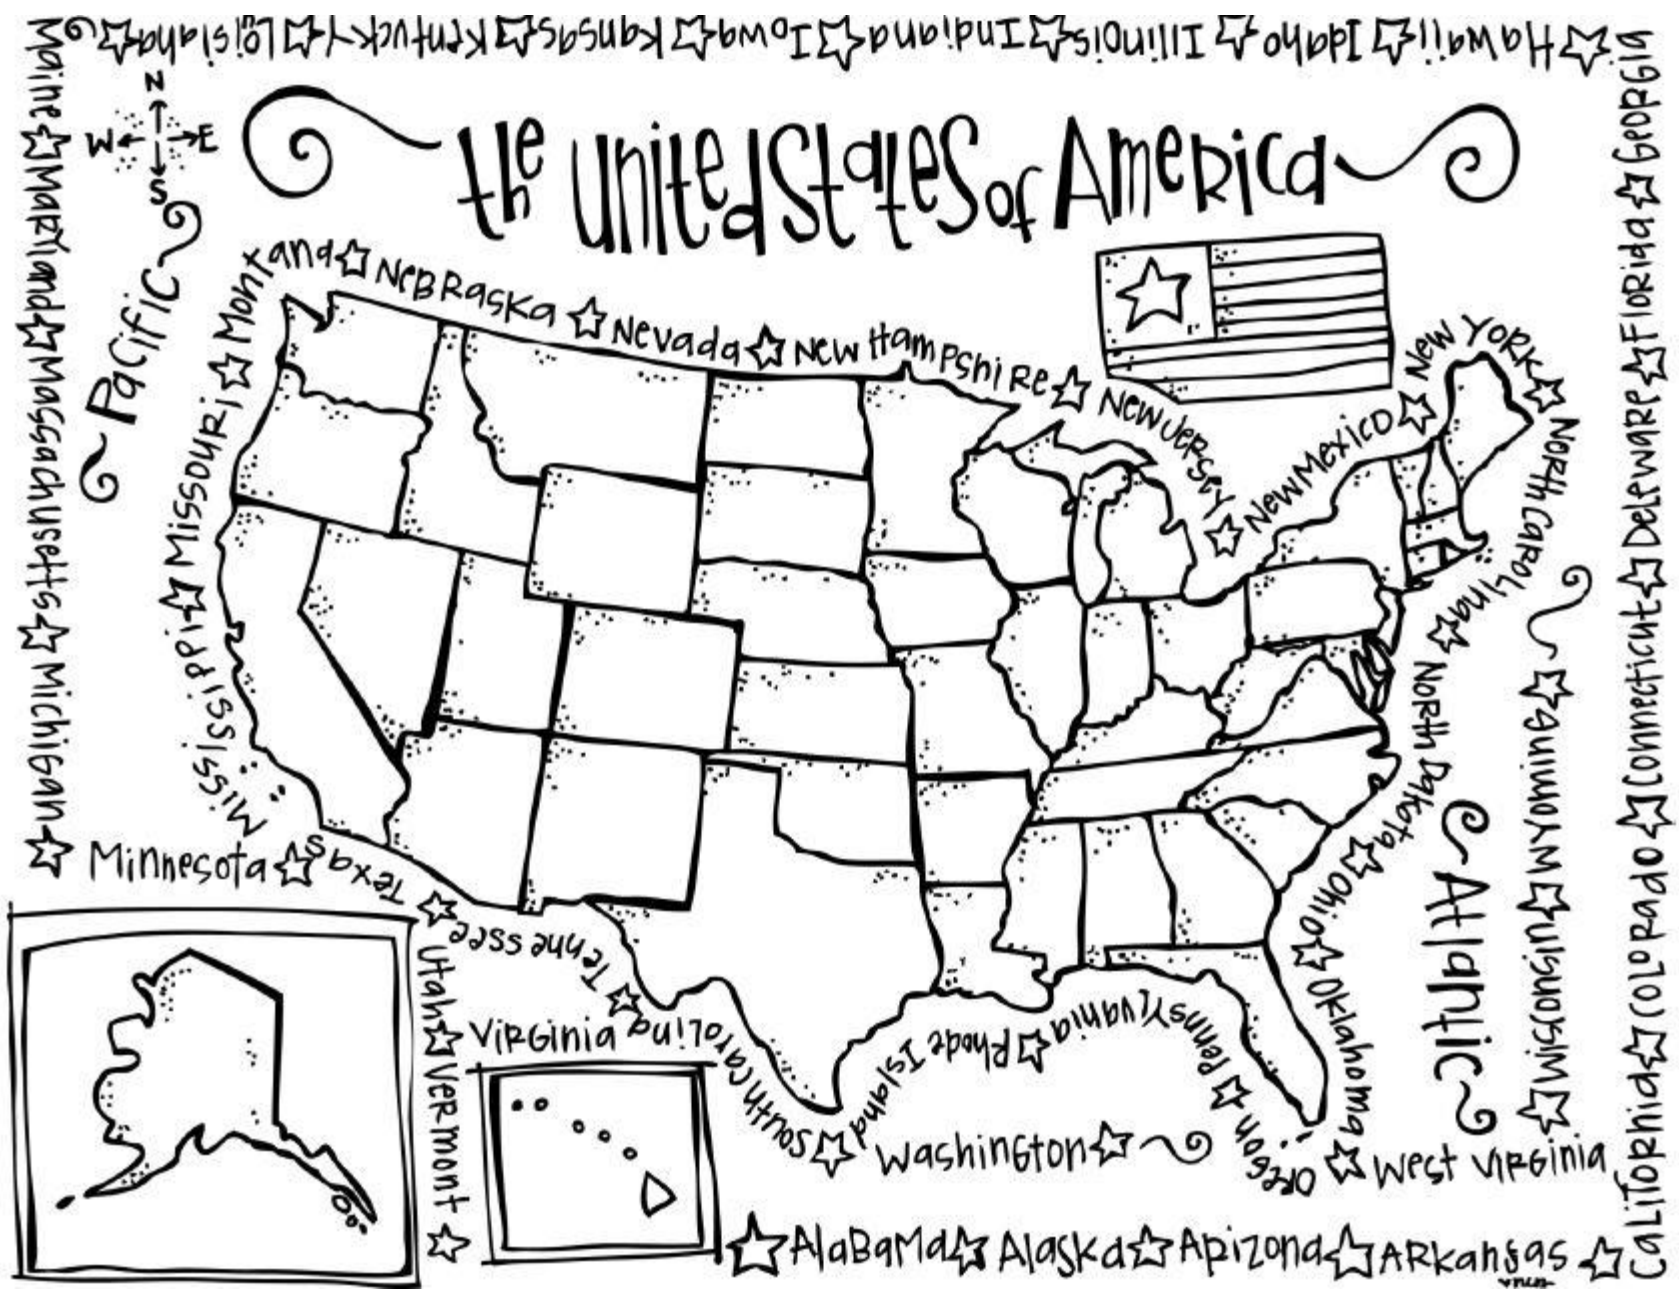 Hawaii Idaho Illinois Indiana Iowa Kansas Kentucky Loisiana
Maine Maryland Massachusetts Michigan
Minnesota
N
W E
S
the United States of America
Pacific
Mississippi Missouri Montana Nebraska Nevada New Hampshire New Jersey New Mexico New York North Carolina North Dakota Ohio Oklahoma Oregon Pennsylvania Rhode Island South Carolina Tennessee Texas
Utah Vermont
Virginia
Washington
West Virginia
Wisconsin Wyoming
Atlantic
Alabama Alaska Arizona Arkansas
California Colorado Connecticut Deleware Florida Georgia